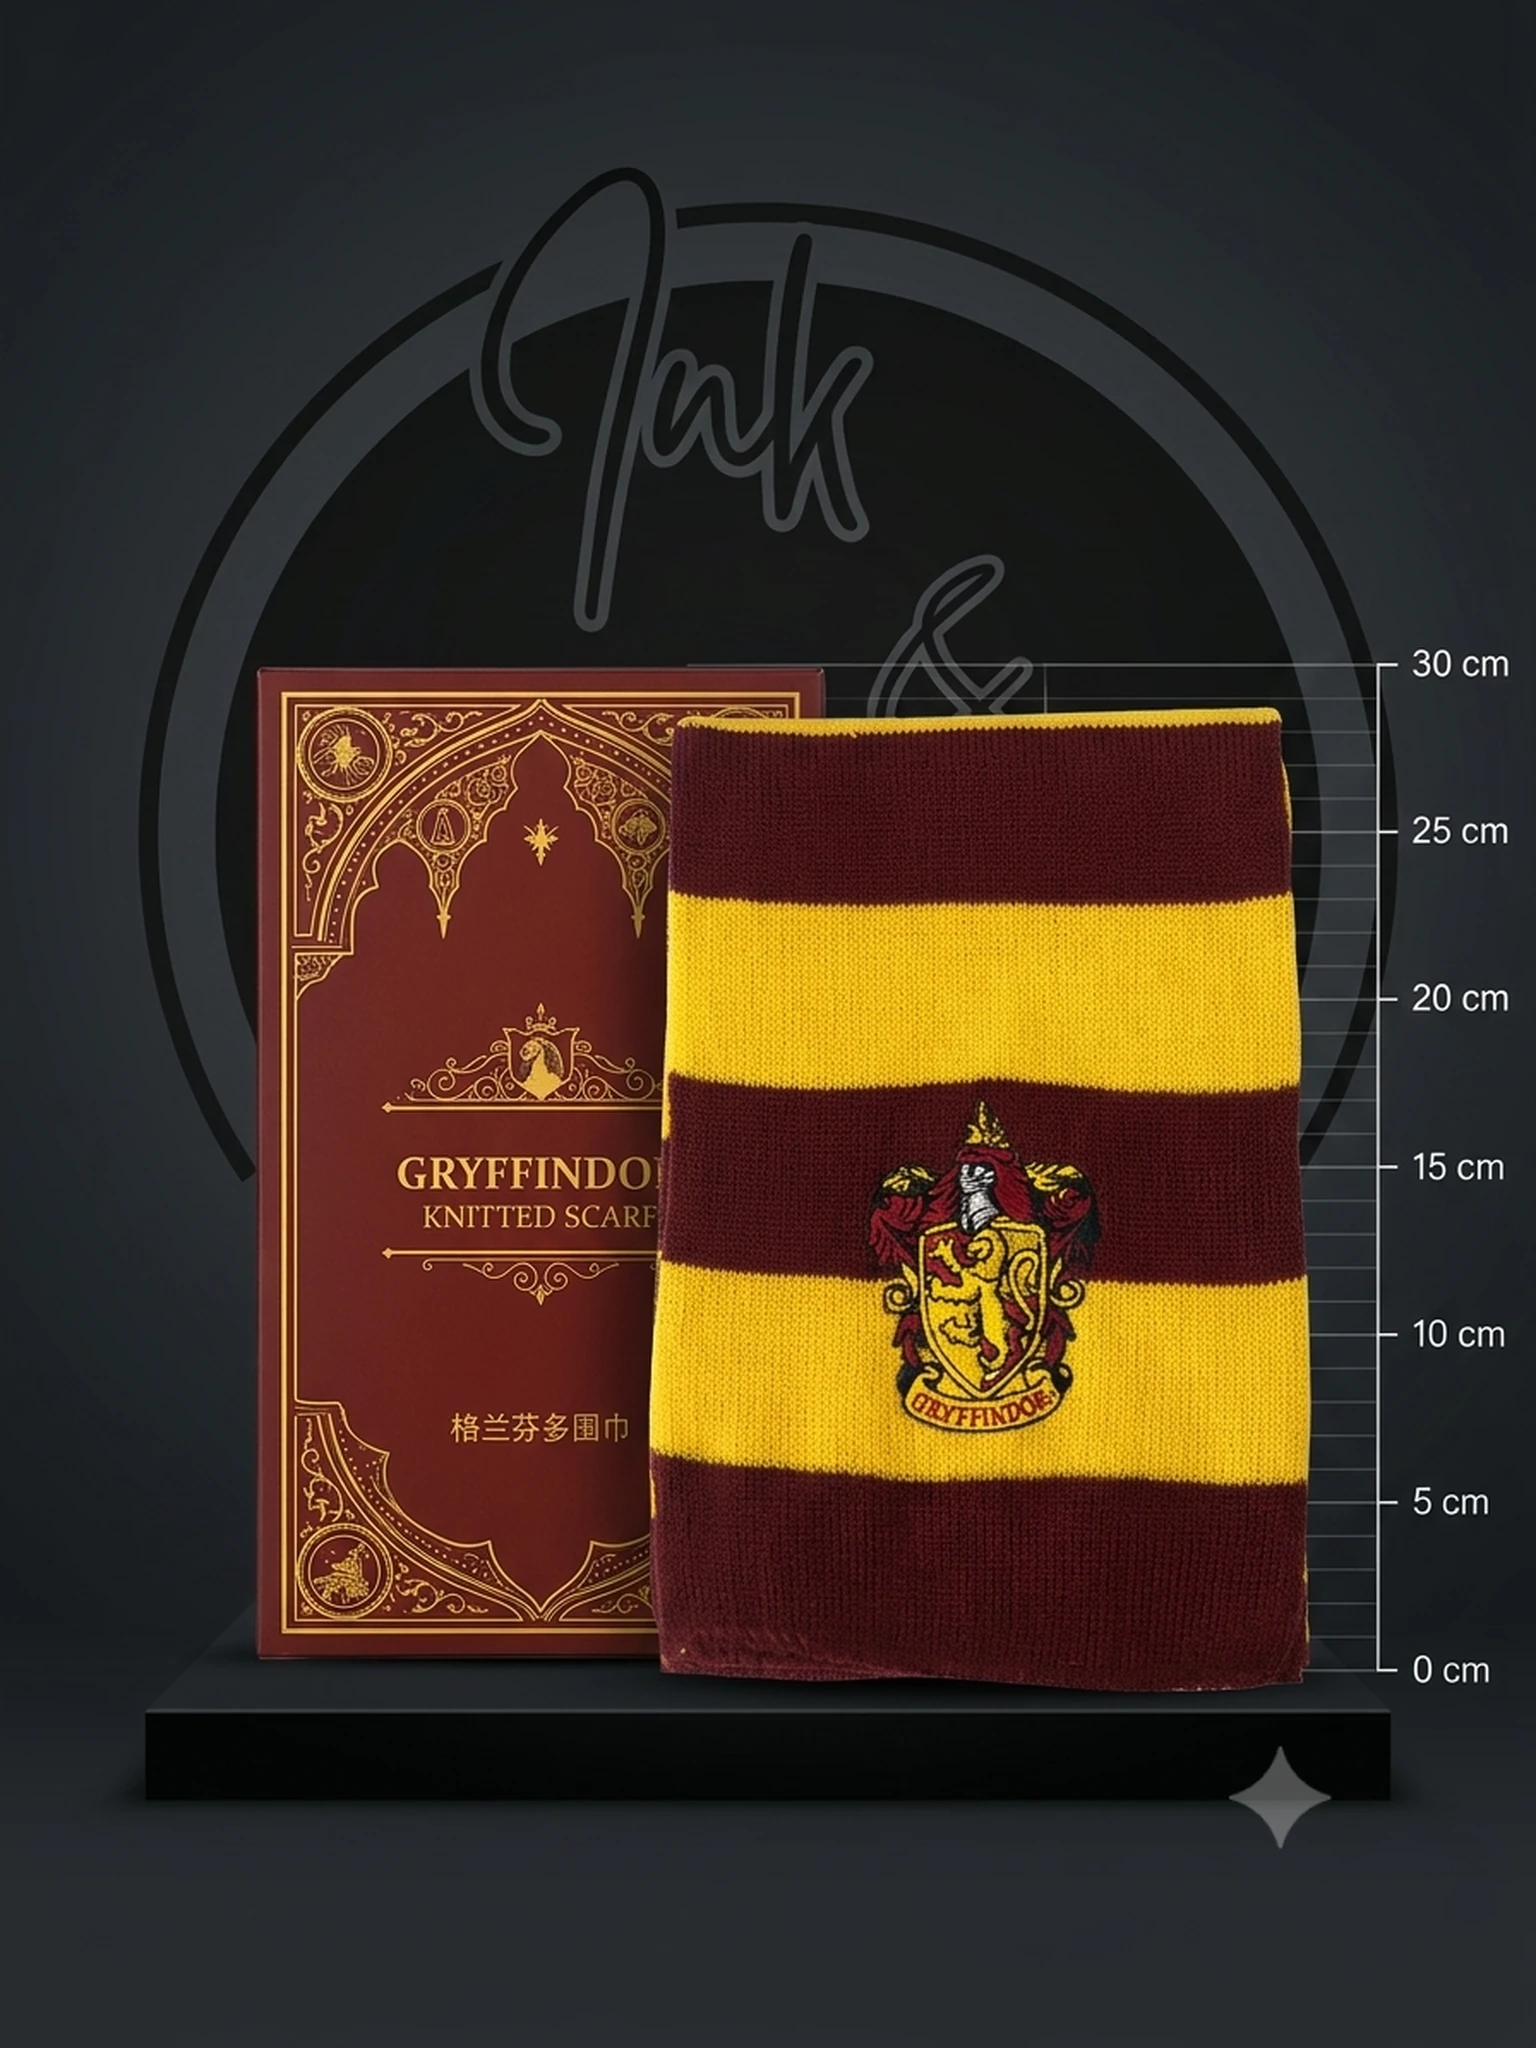 Ink
&
30 cm
25 cm
20 cm
15 cm
10 cm
5 cm
0 cm
GRYFFINDO
KNITTED SCARF
格兰芬多围巾
GRYFFINDOR